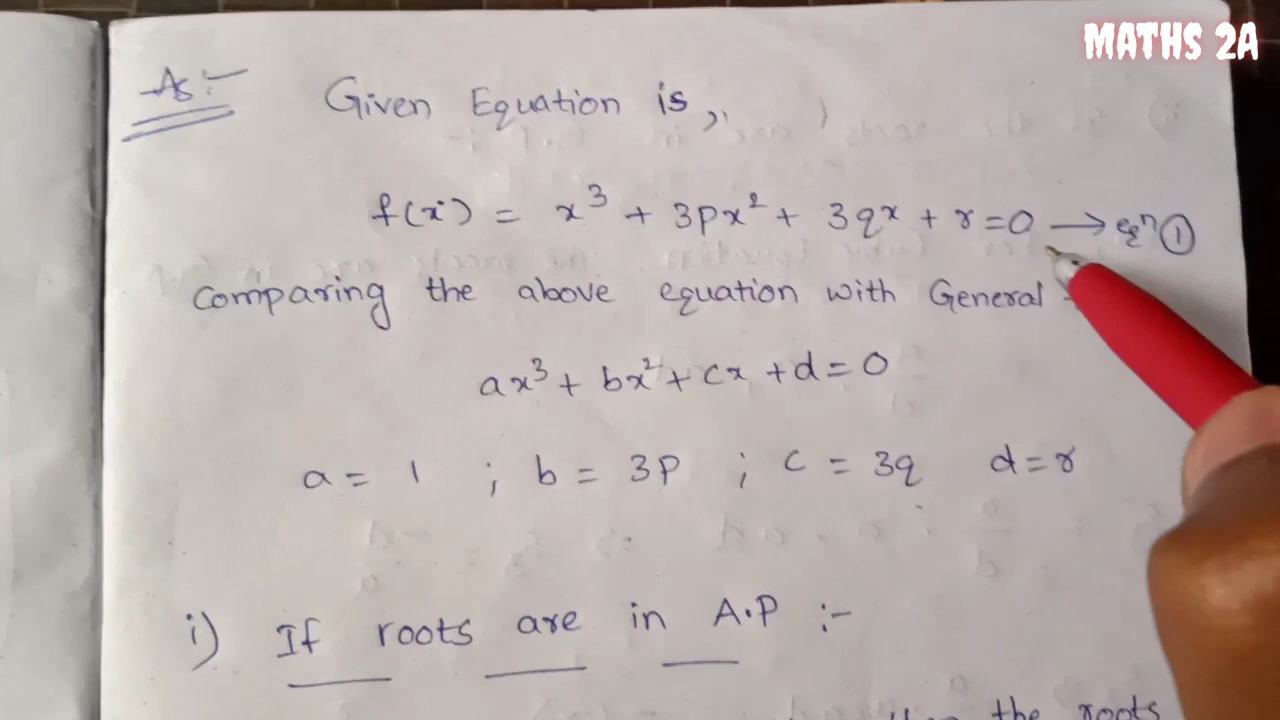 MATHS 2A
As:-
Given Equation is,
f(x) = x³ + 3px² + 3qx + r = 0 → eqⁿ ①
Comparing the above equation with General
ax³ + bx² + cx + d = 0
a = 1 ; b = 3p ; c = 3q d = r
i) If roots are in A.P :-
the roots